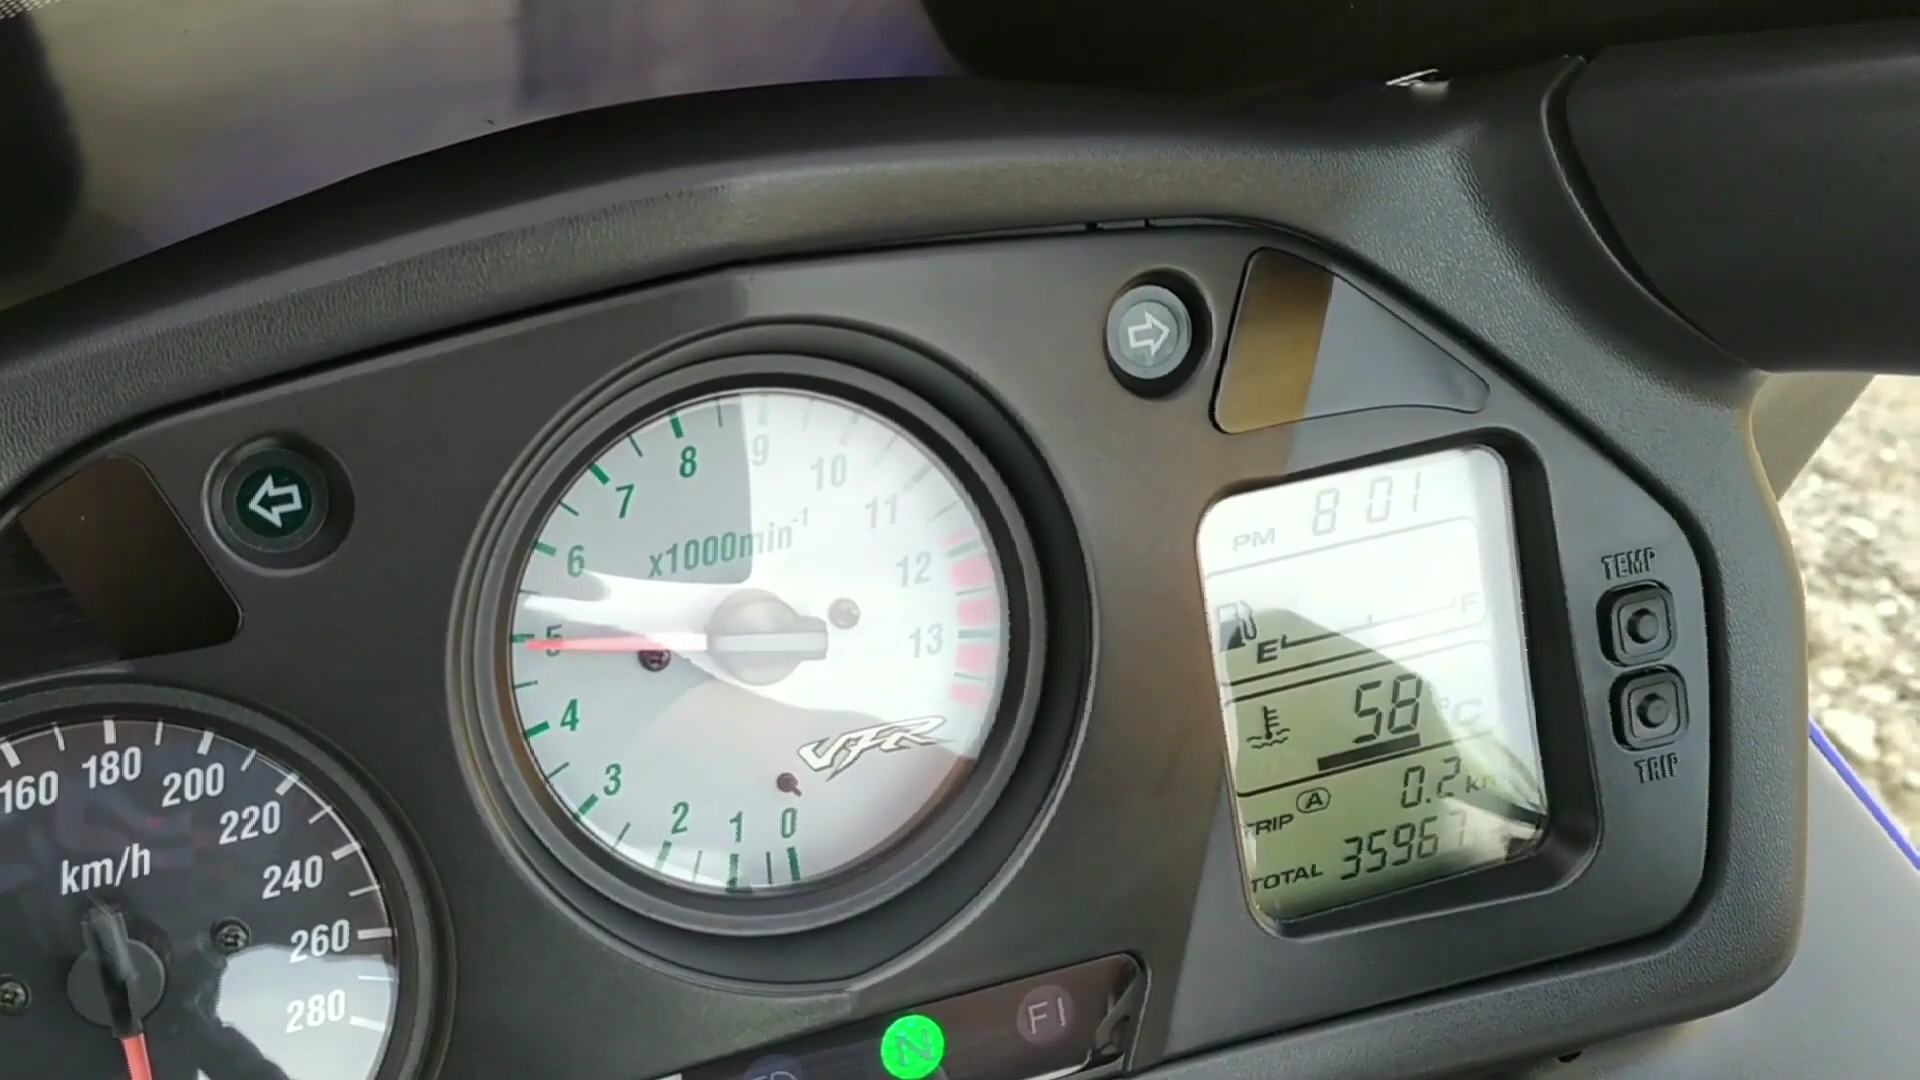 PM 8 01
8 9
7 10
x1000min-1 11
6 12
5 13
4
3
2 1 0
VFR
TEMP
TRIP
F
E
58 °C
TRIP A 0.2 km
TOTAL 35967
160 180 200
220
240
260
280
km/h
N
FI